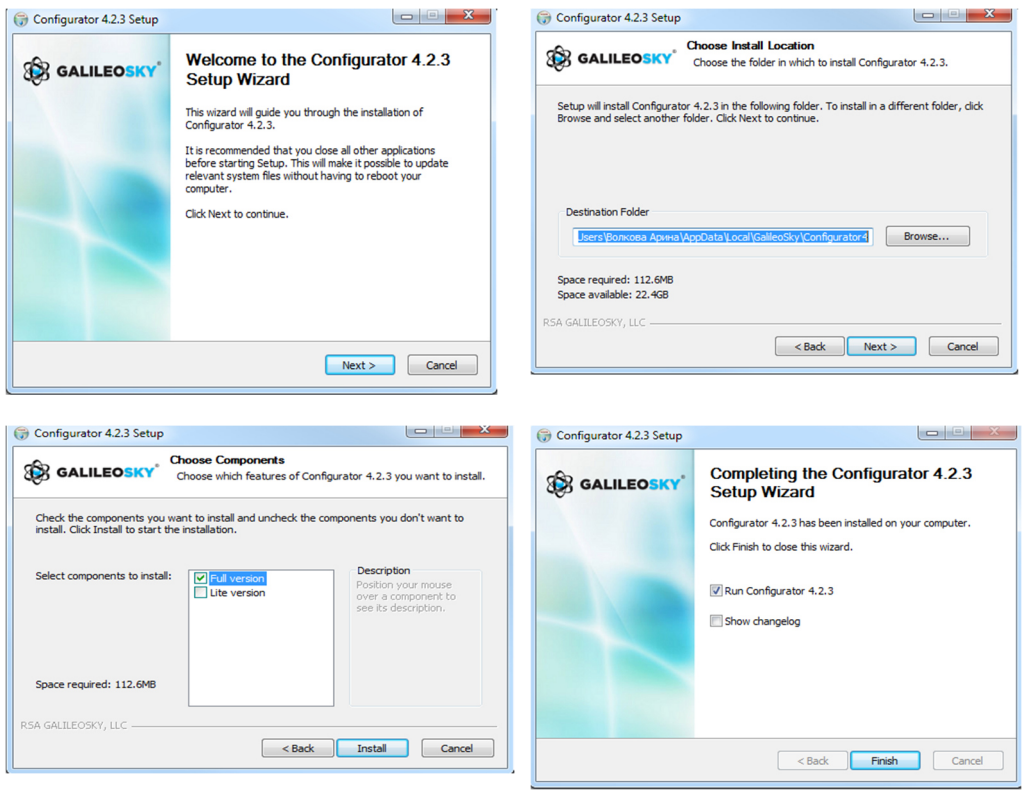 Configurator 4.2.3 Setup
GALILEOSKY®
Welcome to the Configurator 4.2.3
Setup Wizard
This wizard will guide you through the installation of
Configurator 4.2.3.
It is recommended that you close all other applications
before starting Setup. This will make it possible to update
relevant system files without having to reboot your
computer.
Click Next to continue.
Next >
Cancel
Configurator 4.2.3 Setup
GALILEOSKY®
Choose Install Location
Choose the folder in which to install Configurator 4.2.3.
Setup will install Configurator 4.2.3 in the following folder. To install in a different folder, click
Browse and select another folder. Click Next to continue.
Destination Folder
Users\Волкова Арина\AppData\Local\GalileoSky\Configurator4
Browse...
Space required: 112.6MB
Space available: 22.4GB
RSA GALILEOSKY, LLC
< Back
Next >
Cancel
Configurator 4.2.3 Setup
GALILEOSKY®
Choose Components
Choose which features of Configurator 4.2.3 you want to install.
Check the components you want to install and uncheck the components you don't want to
install. Click Install to start the installation.
Select components to install:
Full version
Lite version
Description
Position your mouse
over a component to
see its description.
Space required: 112.6MB
RSA GALILEOSKY, LLC
< Back
Install
Cancel
Configurator 4.2.3 Setup
GALILEOSKY®
Completing the Configurator 4.2.3
Setup Wizard
Configurator 4.2.3 has been installed on your computer.
Click Finish to close this wizard.
Run Configurator 4.2.3
Show changelog
< Back
Finish
Cancel